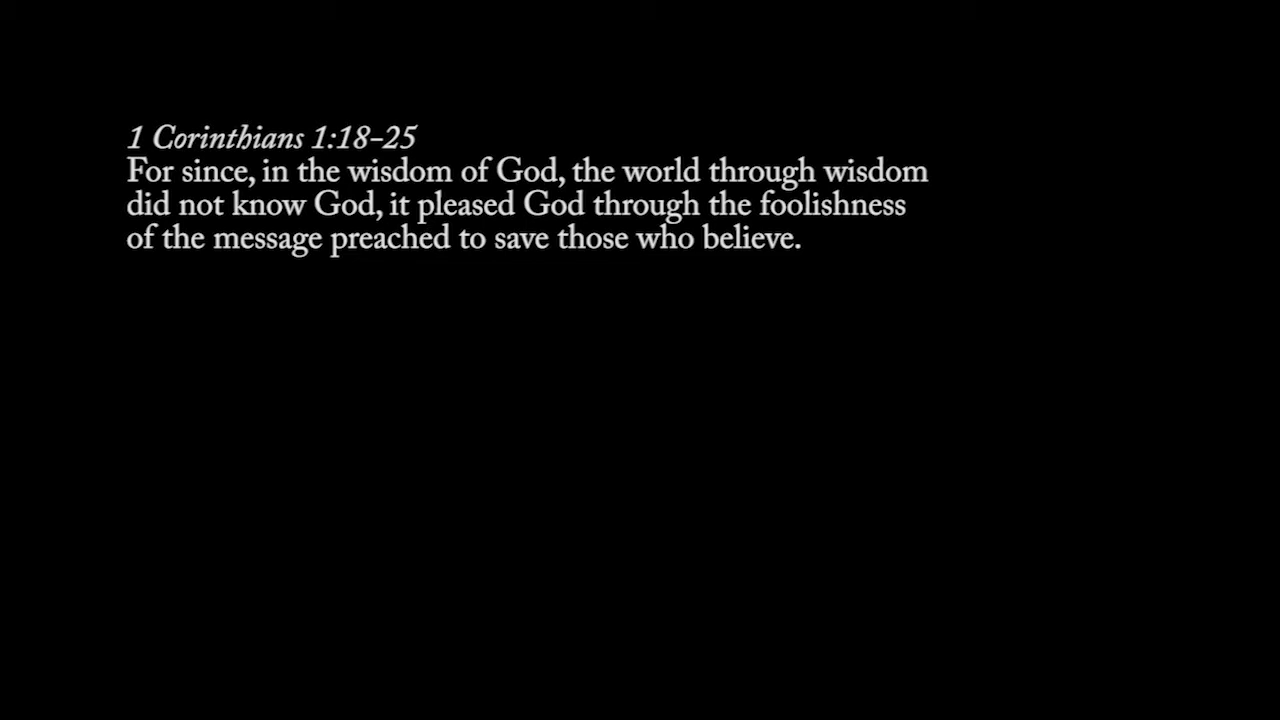 1 Corinthians 1:18-25
For since, in the wisdom of God, the world through wisdom
did not know God, it pleased God through the foolishness
of the message preached to save those who believe.